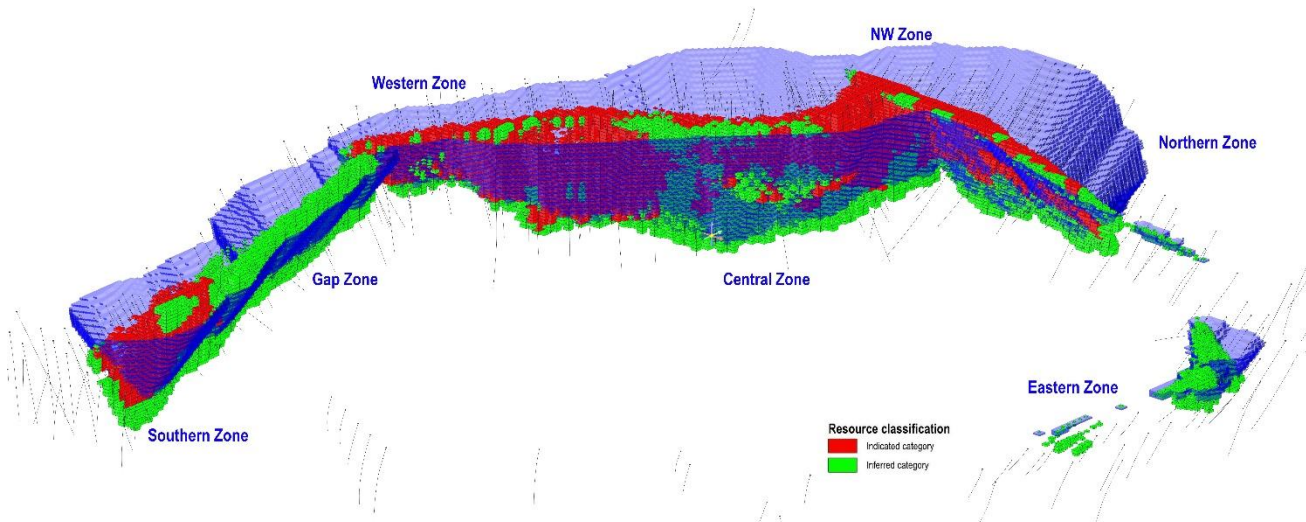 NW Zone
Western Zone
Northern Zone
Gap Zone
Central Zone
Eastern Zone
Southern Zone
Resource classification
Indicated category
Inferred category